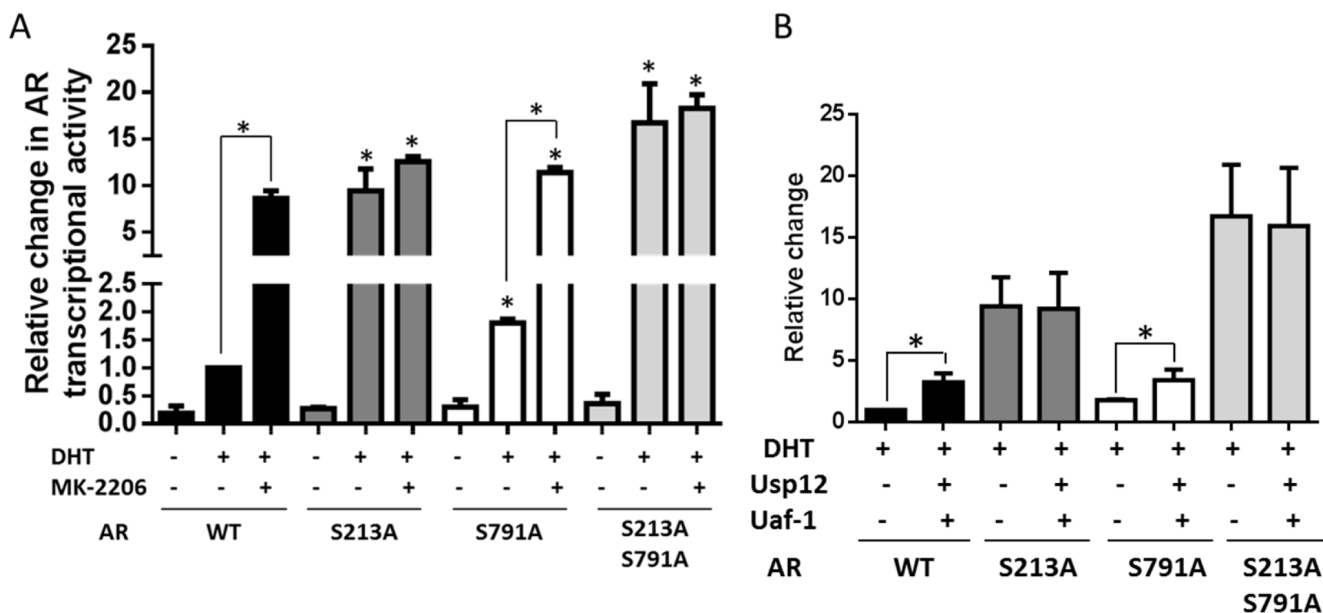 A
Relative change in AR
transcriptional activity
25
20
15
10
5
2.5
2.0
1.5
1.0
0.5
0.0
*
*
*
*
*
*
*
*
DHT - + + - + + - + + - + +
MK-2206 - - + - - + - - + - - +
AR WT S213A S791A S213A
S791A
B
Relative change
25
20
15
10
5
0
*
*
DHT + + + + + + + +
Usp12 - + - + - + - +
Uaf-1 - + - + - + - +
AR WT S213A S791A S213A
S791A